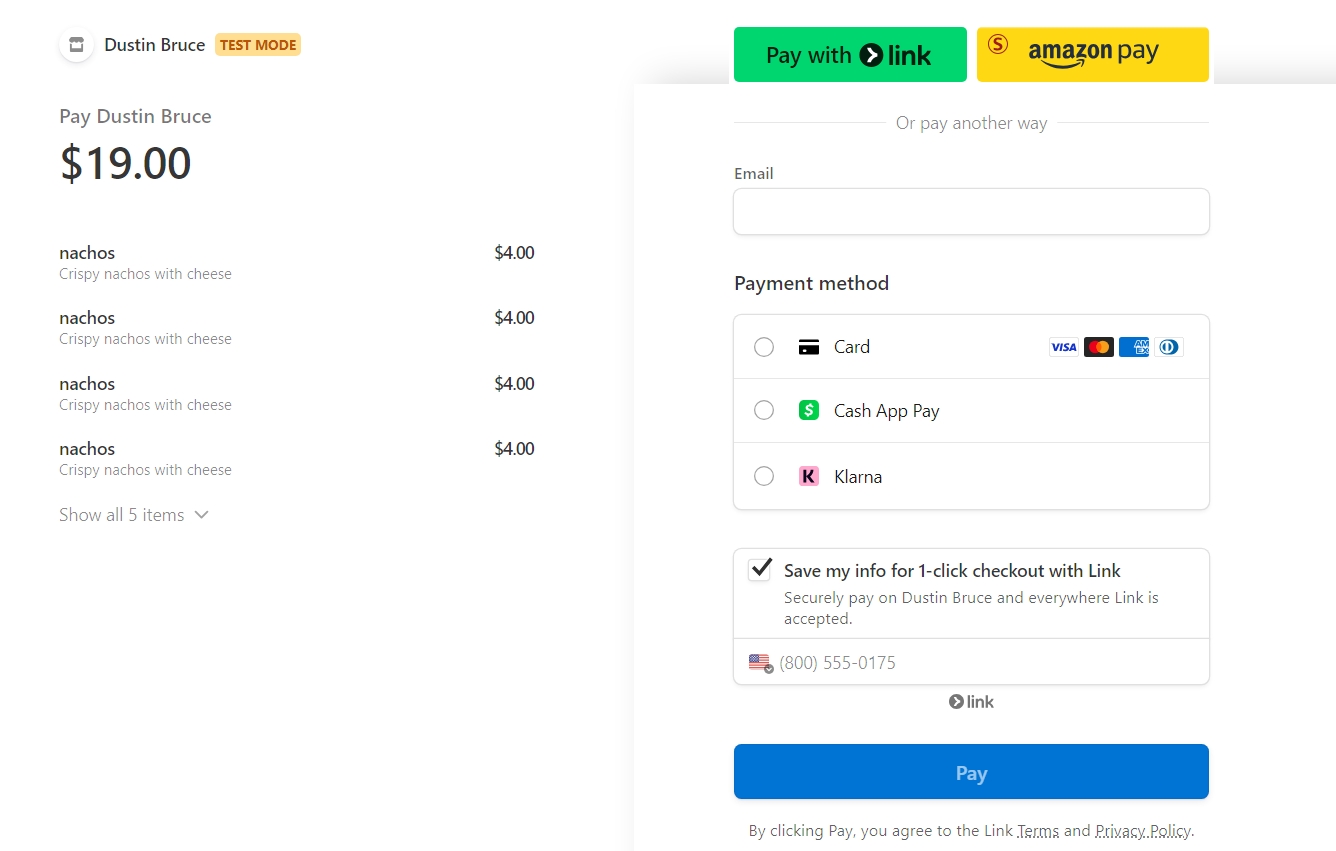 Dustin Bruce TEST MODE
Pay Dustin Bruce
$19.00
nachos $4.00
Crispy nachos with cheese
nachos $4.00
Crispy nachos with cheese
nachos $4.00
Crispy nachos with cheese
nachos $4.00
Crispy nachos with cheese
Show all 5 items
Pay with link
S amazon pay
Or pay another way
Email
Payment method
Card VISA AM EX
$ Cash App Pay
K Klarna
Save my info for 1-click checkout with Link
Securely pay on Dustin Bruce and everywhere Link is
accepted.
(800) 555-0175
link
Pay
By clicking Pay, you agree to the Link Terms and Privacy Policy.